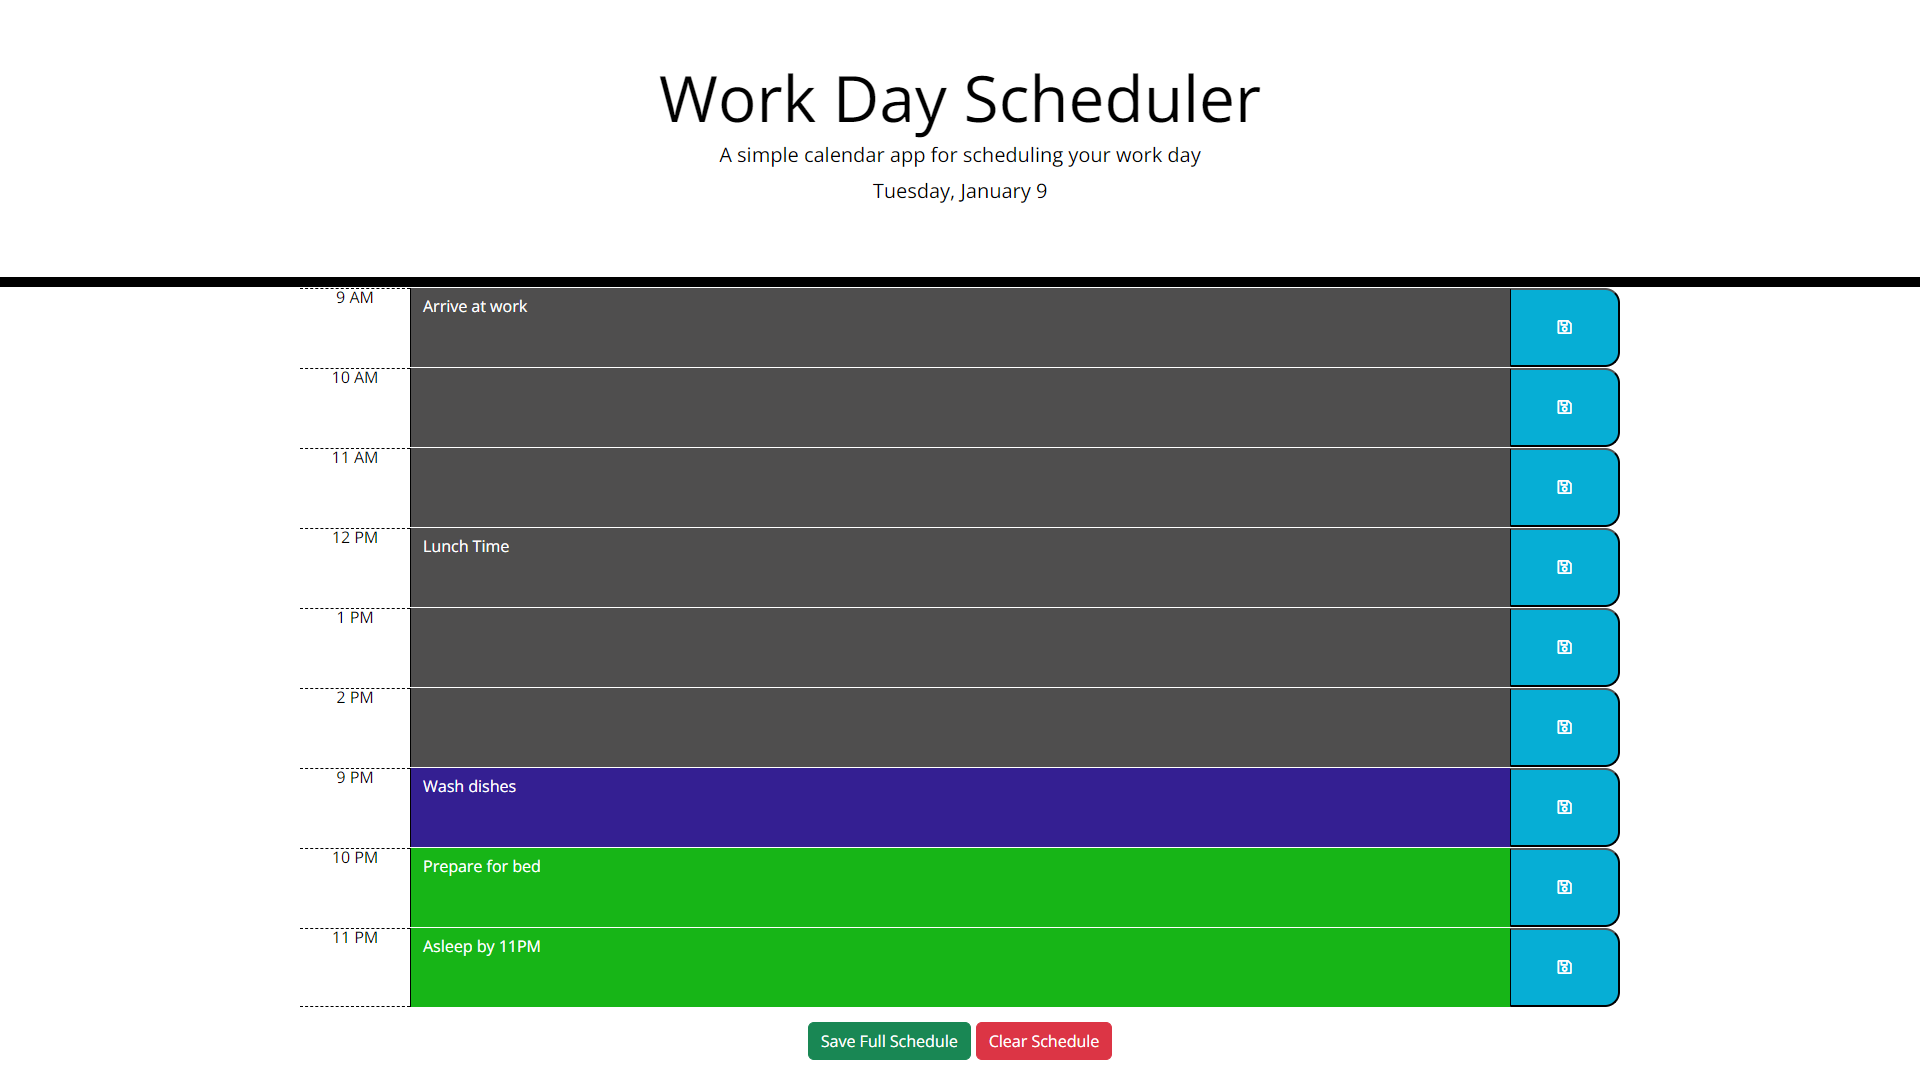 Work Day Scheduler
A simple calendar app for scheduling your work day
Tuesday, January 9
9 AM
Arrive at work
10 AM
11 AM
12 PM
Lunch Time
1 PM
2 PM
9 PM
Wash dishes
10 PM
Prepare for bed
11 PM
Asleep by 11PM
Save Full Schedule
Clear Schedule